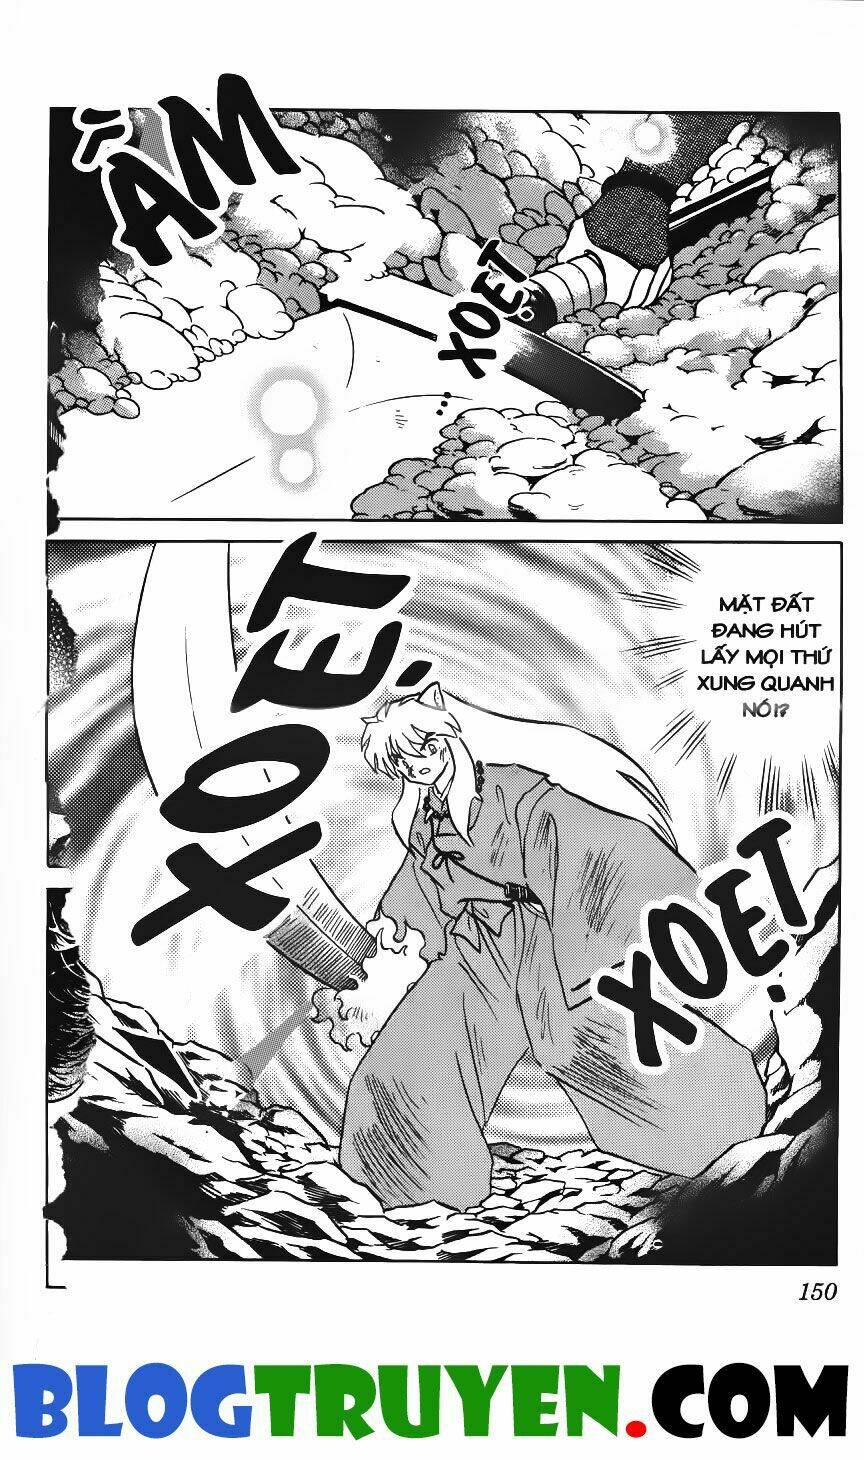 ẦM
XOẸT
MẶT ĐẤT
ĐANG HÚT
LẤY MỌI THỨ
XUNG QUANH
NÓ!?
XOẸT
XOẸT
150
BLOGTRUYEN.COM